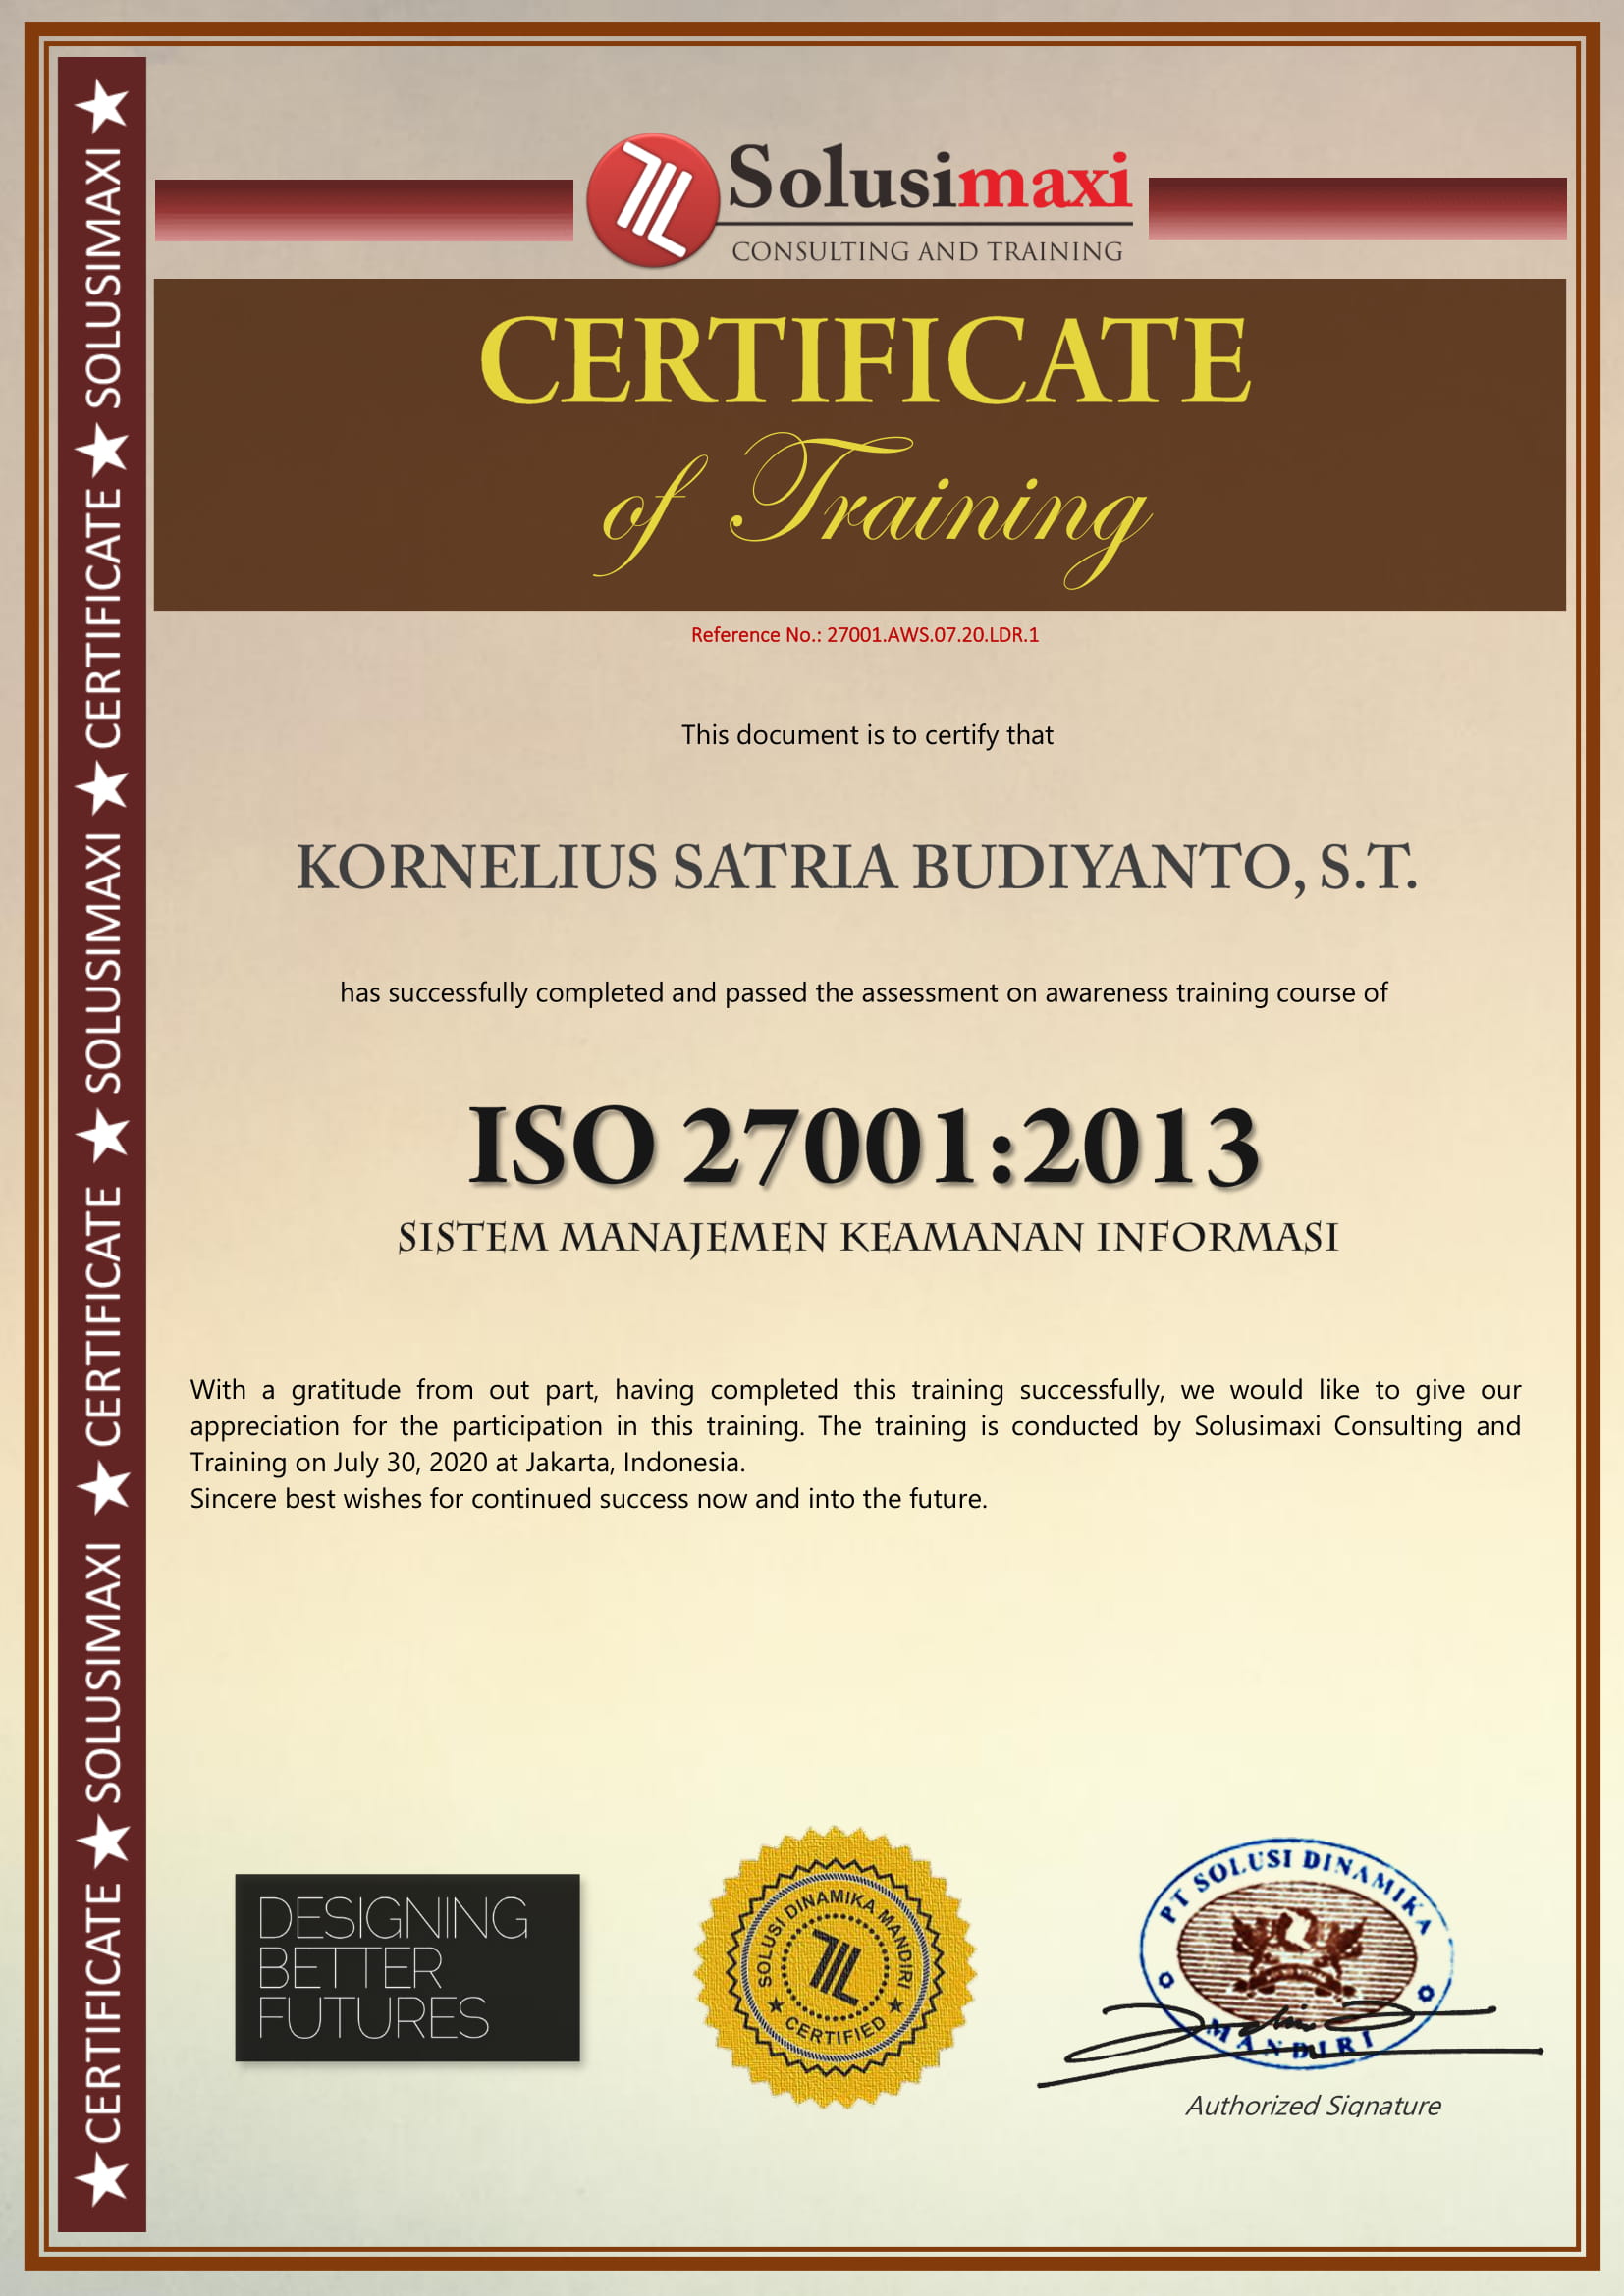 Solusimaxi
CONSULTING AND TRAINING
CERTIFICATE
of Training
Reference No.: 27001.AWS.07.20.LDR.1
This document is to certify that
KORNELIUS SATRIA BUDIYANTO, S.T.
has successfully completed and passed the assessment on awareness training course of
ISO 27001:2013
SISTEM MANAJEMEN KEAMANAN INFORMASI
With a gratitude from out part, having completed this training successfully, we would like to give our
appreciation for the participation in this training. The training is conducted by Solusimaxi Consulting and
Training on July 30, 2020 at Jakarta, Indonesia.
Sincere best wishes for continued success now and into the future.
DESIGNING
BETTER
FUTURES
SOLUSI DINAMIKA MANDIRI
CERTIFIED
PT SOLUSI DINAMIKA
MANDIRI
Authorized Signature
★ CERTIFICATE ★ SOLUSIMAXI ★ CERTIFICATE ★ SOLUSIMAXI ★ CERTIFICATE ★ SOLUSIMAXI ★